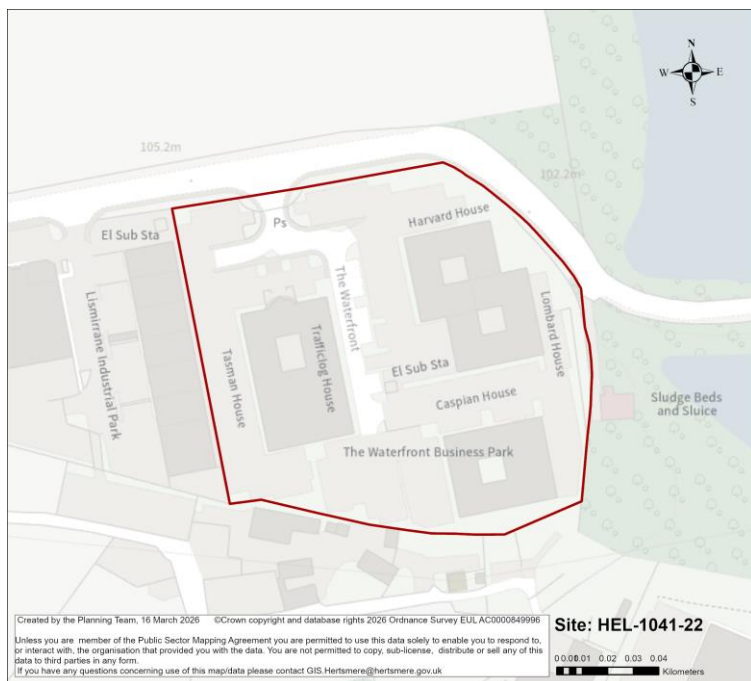 N
W E
S
105.2m
102.2m
El Sub Sta
Ps
Harvard House
The Waterfront
Lismirrane Industrial Park
Tasman House
Trafficlog House
Lombard House
El Sub Sta
Caspian House
Sludge Beds
and Sluice
The Waterfront Business Park
Created by the Planning Team, 16 March 2026 ©Crown copyright and database rights 2026 Ordnance Survey EUL AC0000849996
Unless you are member of the Public Sector Mapping Agreement you are permitted to use this data solely to enable you to respond to,
or interact with, the organisation that provided you with the data. You are not permitted to copy, sub-license, distribute or sell any of this
data to third parties in any form.
If you have any questions concerning use of this map/data please contact GIS.Hertsmere@hertsmere.gov.uk
Site: HEL-1041-22
0 0.01 0.02 0.03 0.04
Kilometers